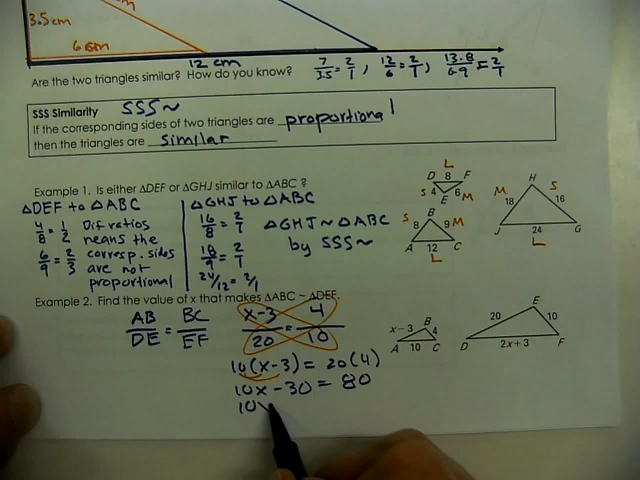 3.5cm
6 cm
m
12 cm
Are the two triangles similar? How do you know? 7/3.5 = 2/1, 12/6 = 2/1, 13.8/6.9 = 2/1
SSS Similarity SSS~
If the corresponding sides of two triangles are proportional
then the triangles are similar
Example 1. Is either ΔDEF or ΔGHJ similar to ΔABC ?
ΔDEF to ΔABC
4/8 = 1/2 Dif ratios
means the
6/9 = 2/3 corresp. sides
are not
proportional
ΔGHJ to ΔABC
16/8 = 2/1
18/9 = 2/1
24/12 = 2/1
ΔGHJ ~ ΔABC
by SSS~
L
D 8 F
S 4 6 M
E
B
S 8 9 M
A 12 C
L
H
M 18 16 S
J 24 G
L
Example 2. Find the value of x that makes ΔABC ~ ΔDEF.
AB/DE = BC/EF
x-3/20 = 4/10
10(x-3) = 20(4)
10x - 30 = 80
10x
x - 3 B 4
A 10 C
E
20 10
D 2x + 3 F